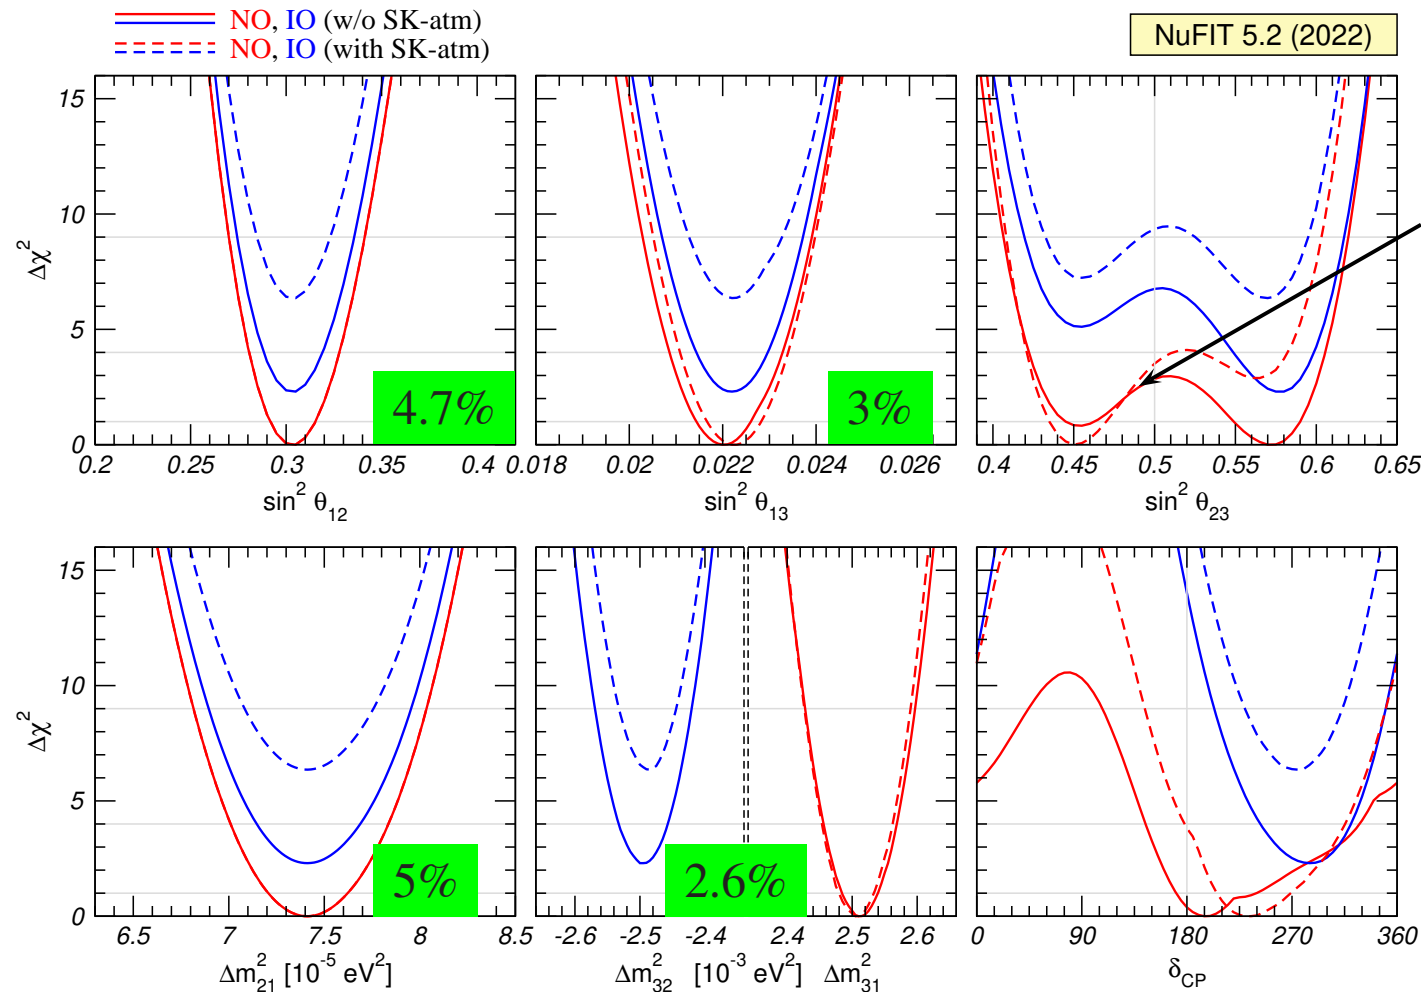 NO, IO (w/o SK-atm)
NO, IO (with SK-atm)
NuFIT 5.2 (2022)
15
10
5
0
Δχ²
0.2 0.25 0.3 0.35 0.4
sin² θ₁₂
4.7%
0.018 0.02 0.022 0.024 0.026
sin² θ₁₃
3%
0.4 0.45 0.5 0.55 0.6 0.65
sin² θ₂₃
15
10
5
0
Δχ²
6.5 7 7.5 8 8.5
Δm²₂₁ [10⁻⁵ eV²]
5%
-2.6 -2.5 -2.4 2.4 2.5 2.6
Δm²₃₂ [10⁻³ eV²] Δm²₃₁
2.6%
0 90 180 270 360
δCP